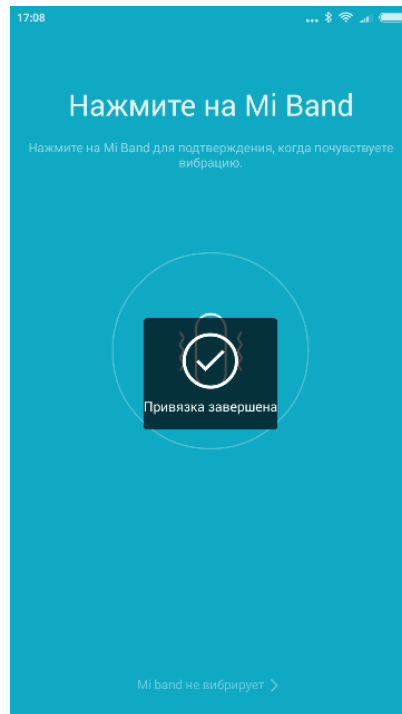 17:08
Нажмите на Mi Band
Нажмите на Mi Band для подтверждения, когда почувствуете
вибрацию.
Привязка завершена
Mi band не вибрирует